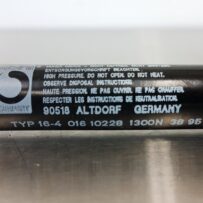 ENTSORGUNGSVORSCHRIFT BEACHTEN.
HIGH PRESSURE. DO NOT OPEN. DO NOT HEAT.
OBSERVE DISPOSAL INSTRUCTIONS
HAUTE PRESSION. NE PAS OUVRIR, NE PAS CHAUFFER
RESPECTER LES INSTRUCTIONS DE NEUTRALISATION.
90518 ALTDORF GERMANY
TYP 16-4 016 10228 1300N 38 95